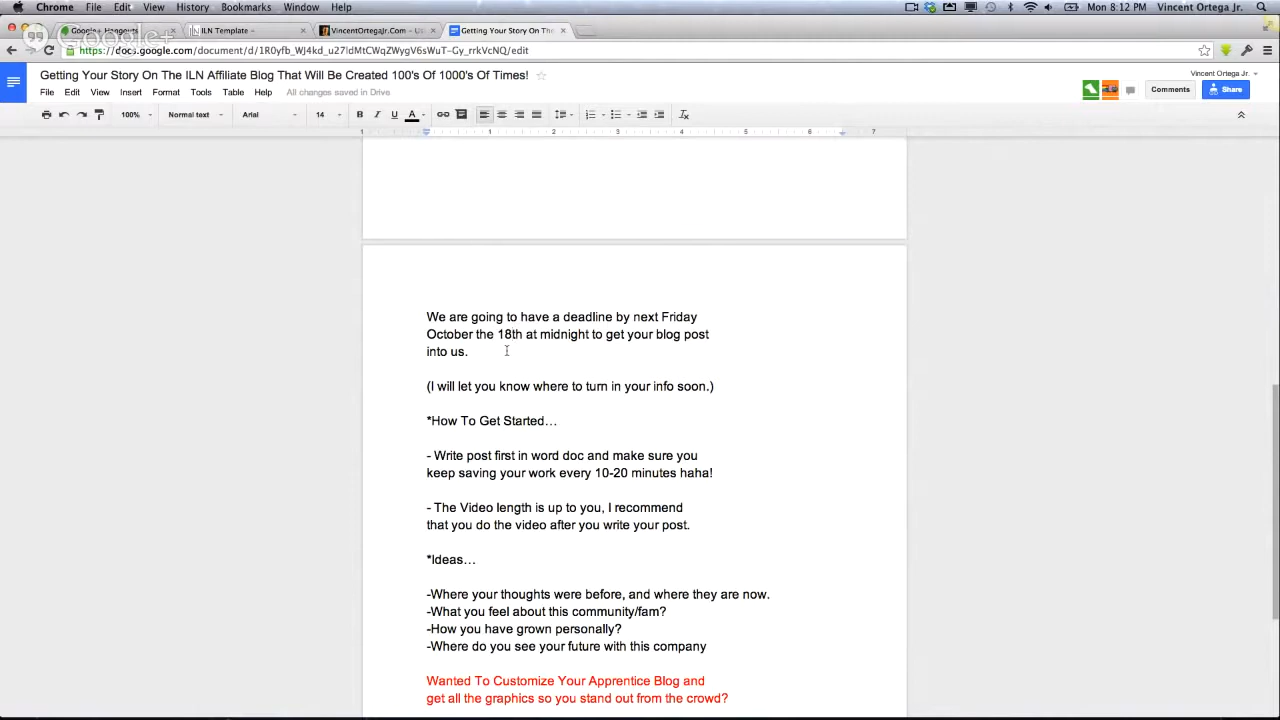 Chrome File Edit View History Bookmarks Window Help Mon 8:12 PM Vincent Ortega Jr.
Google+ Hangouts ILN Template - VincentOrtegaJr.Com - Getting Your Story On The
https://docs.google.com/document/d/
Getting Your Story On The ILN Affiliate Blog That Will Be Created 100's Of 1000's Of Times! Vincent Ortega Jr.
File Edit View Insert Format Tools Table Help All changes saved in Drive Comments Share
100% Normal text Arial 14 B I U A
1 1 2 3 4 5 6 7
We are going to have a deadline by next Friday
October the 18th at midnight to get your blog post
into us.
(I will let you know where to turn in your info soon.)
*How To Get Started…
- Write post first in word doc and make sure you
keep saving your work every 10-20 minutes haha!
- The Video length is up to you, I recommend
that you do the video after you write your post.
*Ideas…
-Where your thoughts were before, and where they are now.
-What you feel about this community/fam?
-How you have grown personally?
-Where do you see your future with this company
Wanted To Customize Your Apprentice Blog and
get all the graphics so you stand out from the crowd?